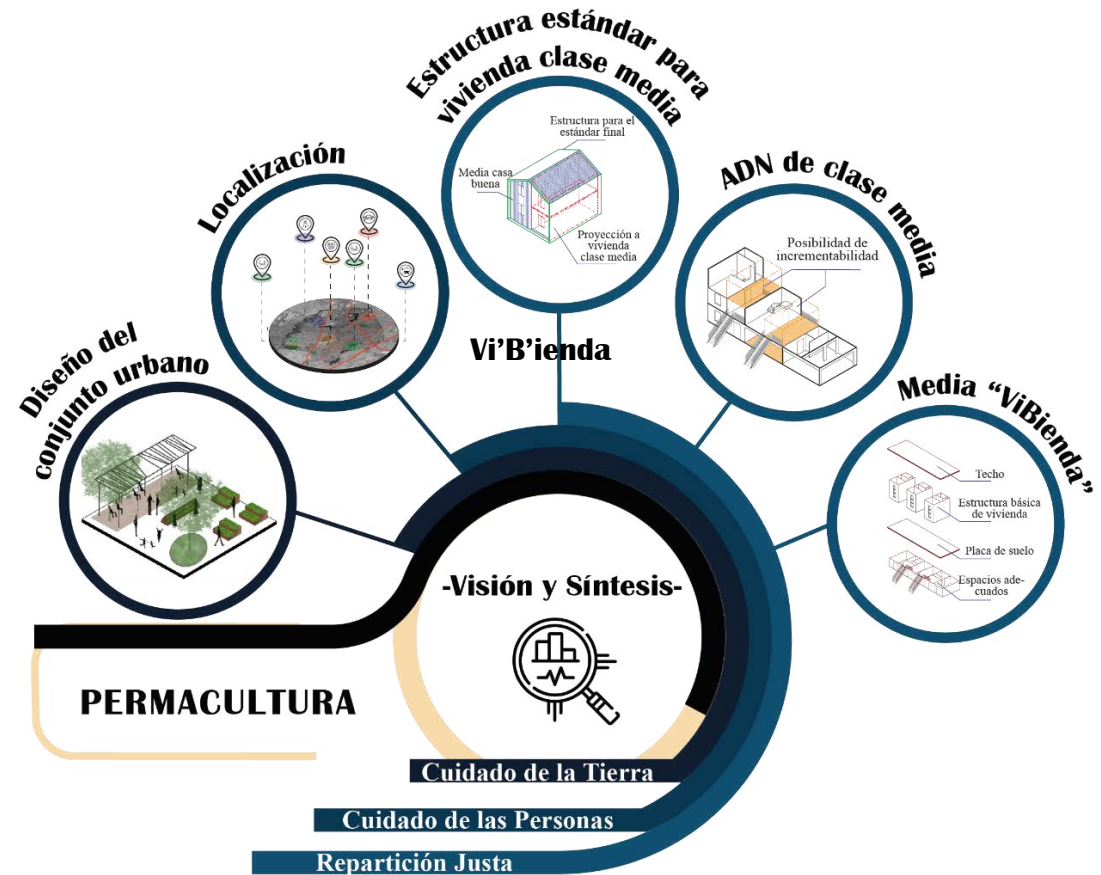 Estructura estándar para
vivienda clase media
Estructura para el
estándar final
Media casa
buena
Proyección a
vivienda
clase media
Localización
ADN de clase media
Posibilidad de
incrementabilidad
Diseño del
conjunto urbano
Vi’B’ienda
Media “ViBienda”
Techo
Estructura básica
de vivienda
Placa de suelo
Espacios ade-
cuados
-Visión y Síntesis-
PERMACULTURA
Cuidado de la Tierra
Cuidado de las Personas
Repartición Justa